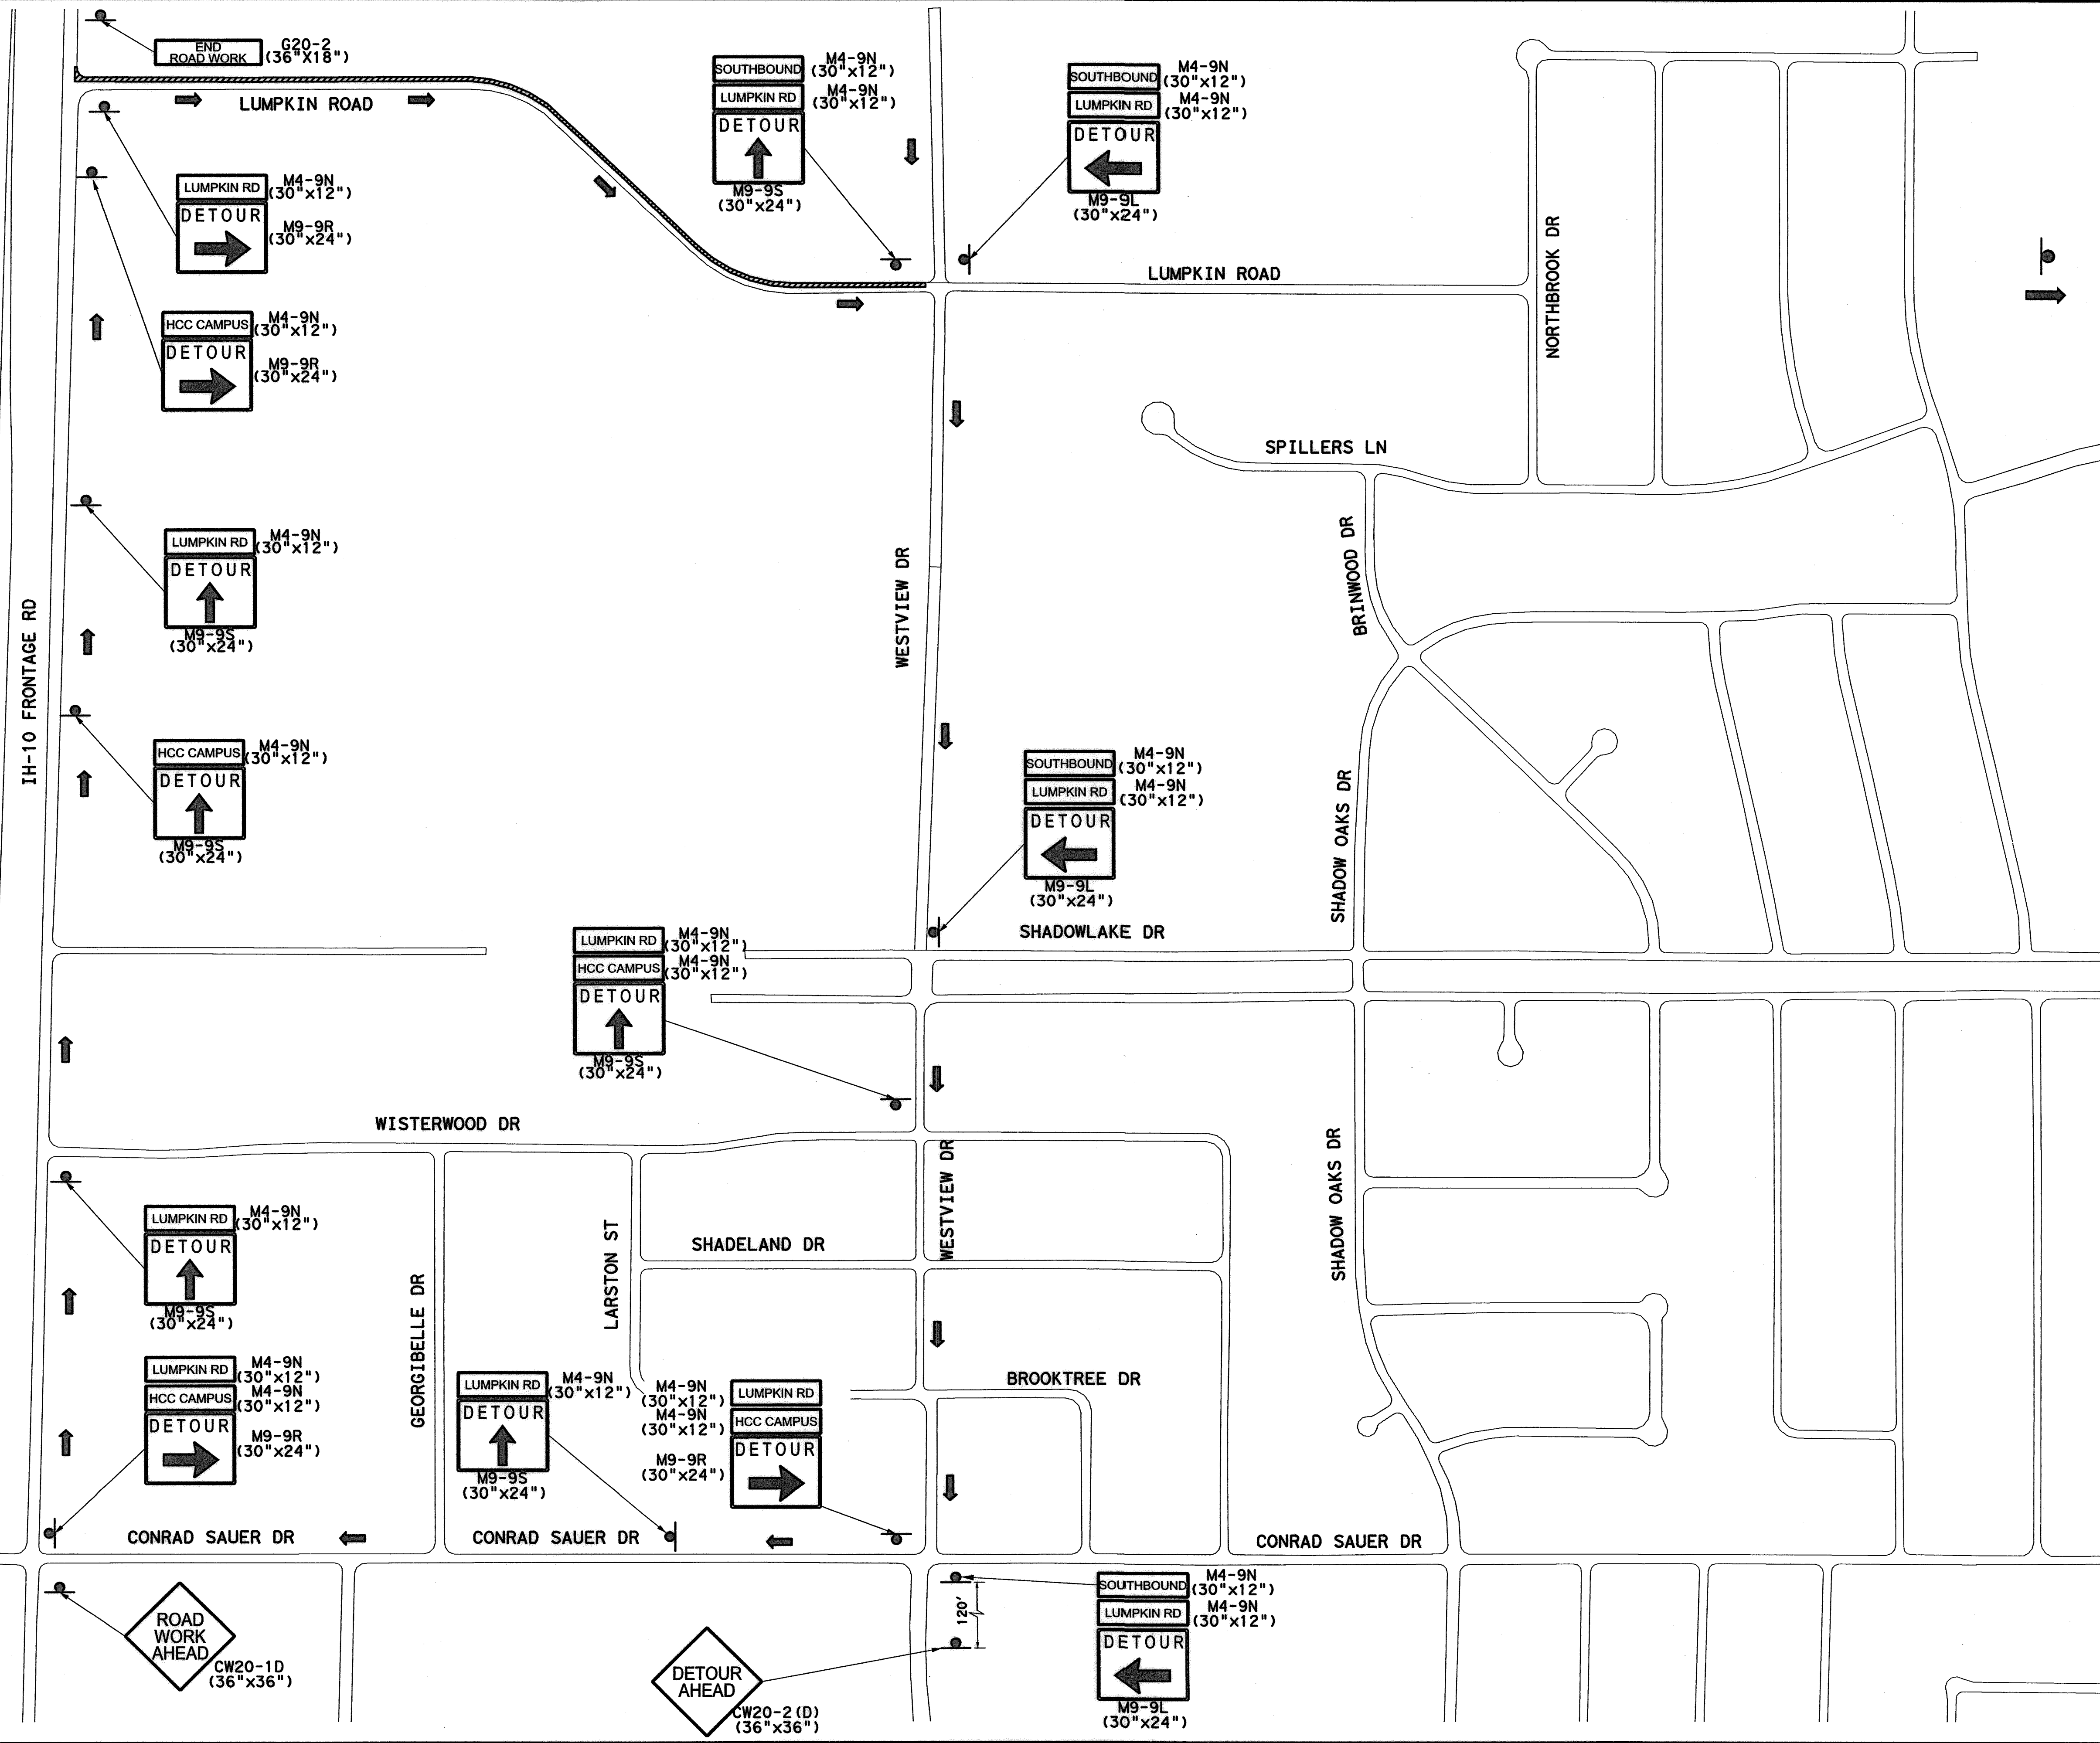 END
ROAD WORK
G20-2
(36"X18")
LUMPKIN ROAD
LUMPKIN RD
M4-9N
(30"x12")
DETOUR
M9-9R
(30"x24")
HCC CAMPUS
M4-9N
(30"x12")
DETOUR
M9-9R
(30"x24")
LUMPKIN RD
M4-9N
(30"x12")
DETOUR
M9-9S
(30"x24")
HCC CAMPUS
M4-9N
(30"x12")
DETOUR
M9-9S
(30"x24")
IH-10 FRONTAGE RD
SOUTHBOUND
M4-9N
(30"x12")
LUMPKIN RD
M4-9N
(30"x12")
DETOUR
M9-9S
(30"x24")
SOUTHBOUND
M4-9N
(30"x12")
LUMPKIN RD
M4-9N
(30"x12")
DETOUR
M9-9L
(30"x24")
LUMPKIN ROAD
NORTHBROOK DR
SPILLERS LN
BRINWOOD DR
WESTVIEW DR
SHADOW OAKS DR
SOUTHBOUND
M4-9N
(30"x12")
LUMPKIN RD
M4-9N
(30"x12")
DETOUR
M9-9L
(30"x24")
SHADOWLAKE DR
LUMPKIN RD
M4-9N
(30"x12")
HCC CAMPUS
M4-9N
(30"x12")
DETOUR
M9-9S
(30"x24")
WISTERWOOD DR
WESTVIEW DR
SHADOW OAKS DR
LUMPKIN RD
M4-9N
(30"x12")
DETOUR
M9-9S
(30"x24")
SHADELAND DR
LARSTON ST
GEORGIBELLE DR
LUMPKIN RD
M4-9N
(30"x12")
HCC CAMPUS
M4-9N
(30"x12")
DETOUR
M9-9R
(30"x24")
LUMPKIN RD
M4-9N
(30"x12")
DETOUR
M9-9S
(30"x24")
M4-9N
(30"x12")
LUMPKIN RD
M4-9N
(30"x12")
HCC CAMPUS
M9-9R
(30"x24")
DETOUR
BROOKTREE DR
CONRAD SAUER DR
CONRAD SAUER DR
CONRAD SAUER DR
ROAD
WORK
AHEAD
CW20-1D
(36"x36")
DETOUR
AHEAD
CW20-2(D)
(36"x36")
120'
SOUTHBOUND
M4-9N
(30"x12")
LUMPKIN RD
M4-9N
(30"x12")
DETOUR
M9-9L
(30"x24")